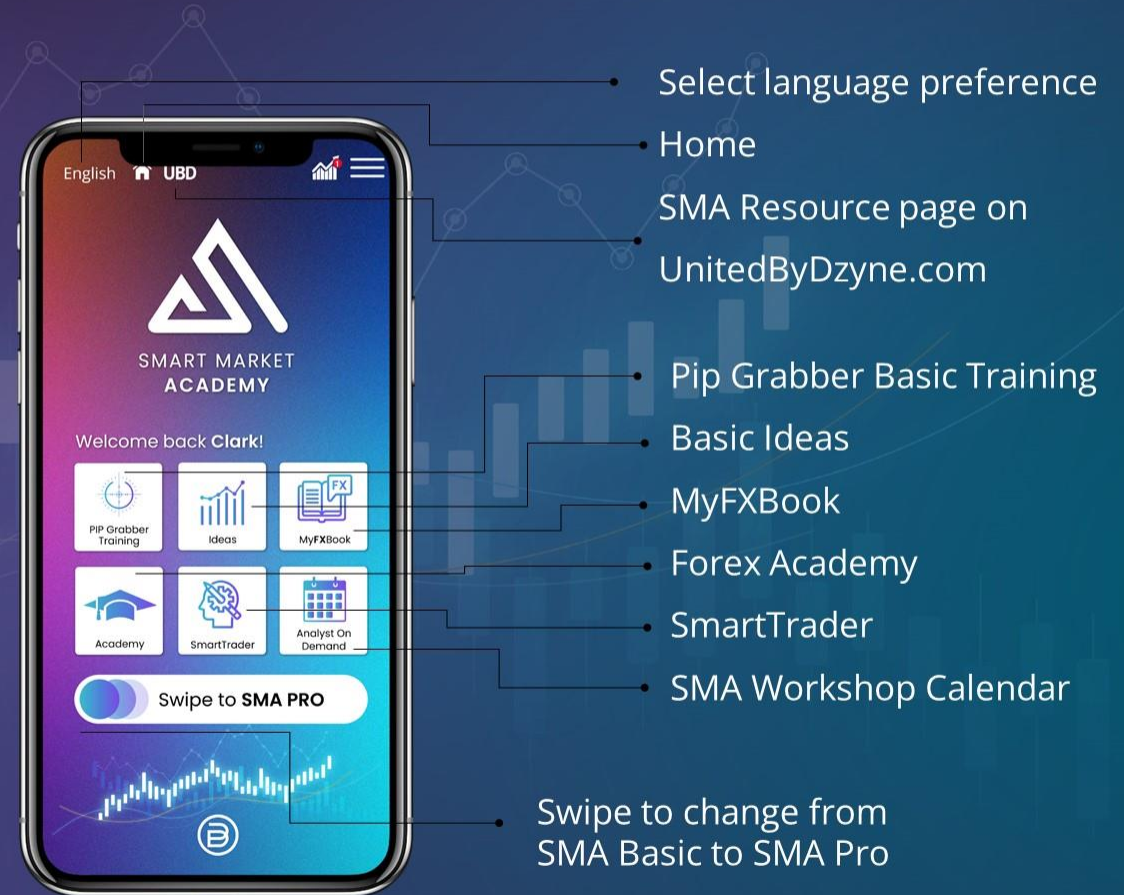 Select language preference
Home
SMA Resource page on
UnitedByDzyne.com
English UBD
1
SMART MARKET
ACADEMY
Welcome back Clark!
PIP Grabber
Training
Ideas
FX
MyFXBook
Academy
SmartTrader
Analyst On
Demand
Swipe to SMA PRO
B
Pip Grabber Basic Training
Basic Ideas
MyFXBook
Forex Academy
SmartTrader
SMA Workshop Calendar
Swipe to change from
SMA Basic to SMA Pro